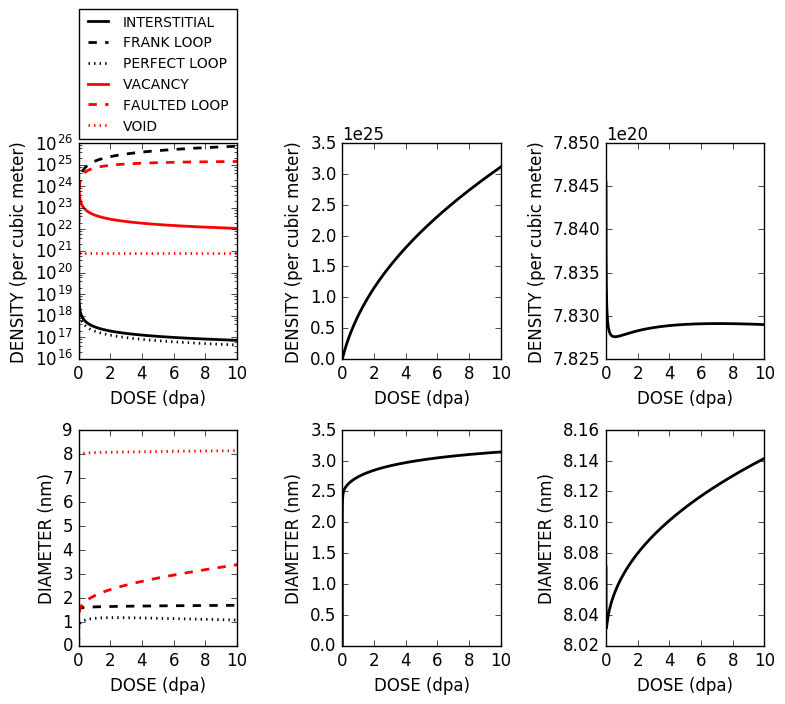 INTERSTITIAL
FRANK LOOP
PERFECT LOOP
VACANCY
FAULTED LOOP
VOID
DENSITY (per cubic meter)
10^26
10^25
10^24
10^23
10^22
10^21
10^20
10^19
10^18
10^17
10^16
0 2 4 6 8 10
DOSE (dpa)
1e25
DENSITY (per cubic meter)
3.5
3.0
2.5
2.0
1.5
1.0
0.5
0.0
0 2 4 6 8 10
DOSE (dpa)
1e20
DENSITY (per cubic meter)
7.850
7.845
7.840
7.835
7.830
7.825
0 2 4 6 8 10
DOSE (dpa)
DIAMETER (nm)
9
8
7
6
5
4
3
2
1
0
0 2 4 6 8 10
DOSE (dpa)
DIAMETER (nm)
3.5
3.0
2.5
2.0
1.5
1.0
0.5
0.0
0 2 4 6 8 10
DOSE (dpa)
DIAMETER (nm)
8.16
8.14
8.12
8.10
8.08
8.06
8.04
8.02
0 2 4 6 8 10
DOSE (dpa)